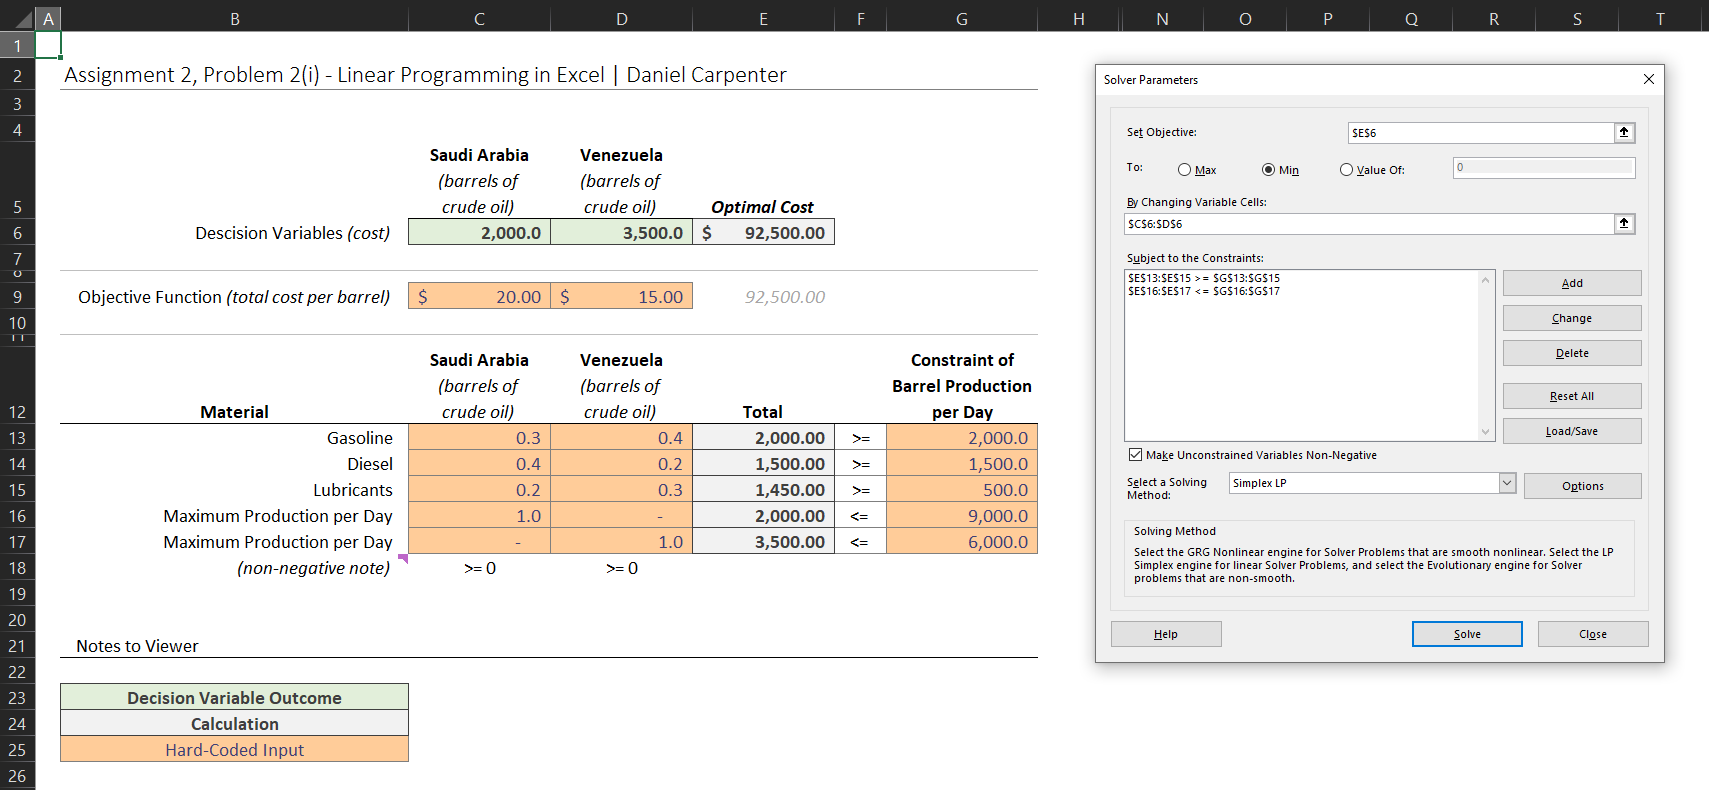 A B C D E F G H N O P Q R S T
1
2 Assignment 2, Problem 2(i) - Linear Programming in Excel | Daniel Carpenter
3
4
Saudi Arabia Venezuela
(barrels of (barrels of
5 crude oil) crude oil) Optimal Cost
6 Descision Variables (cost) 2,000.0 3,500.0 $ 92,500.00
7
8
9 Objective Function (total cost per barrel) $ 20.00 $ 15.00 92,500.00
10
11
Saudi Arabia Venezuela Constraint of
(barrels of (barrels of Barrel Production
12 Material crude oil) crude oil) Total per Day
13 Gasoline 0.3 0.4 2,000.00 >= 2,000.0
14 Diesel 0.4 0.2 1,500.00 >= 1,500.0
15 Lubricants 0.2 0.3 1,450.00 >= 500.0
16 Maximum Production per Day 1.0 - 2,000.00 <= 9,000.0
17 Maximum Production per Day - 1.0 3,500.00 <= 6,000.0
18 (non-negative note) >= 0 >= 0
19
20
21 Notes to Viewer
22
23 Decision Variable Outcome
24 Calculation
25 Hard-Coded Input
26
Solver Parameters
Set Objective: $E$6
To: Max Min Value Of: 0
By Changing Variable Cells:
$C$6:$D$6
Subject to the Constraints:
$E$13:$E$15 >= $G$13:$G$15
$E$16:$E$17 <= $G$16:$G$17
Add
Change
Delete
Reset All
Load/Save
Make Unconstrained Variables Non-Negative
Select a Solving Method: Simplex LP Options
Solving Method
Select the GRG Nonlinear engine for Solver Problems that are smooth nonlinear. Select the LP
Simplex engine for linear Solver Problems, and select the Evolutionary engine for Solver
problems that are non-smooth.
Help Solve Close